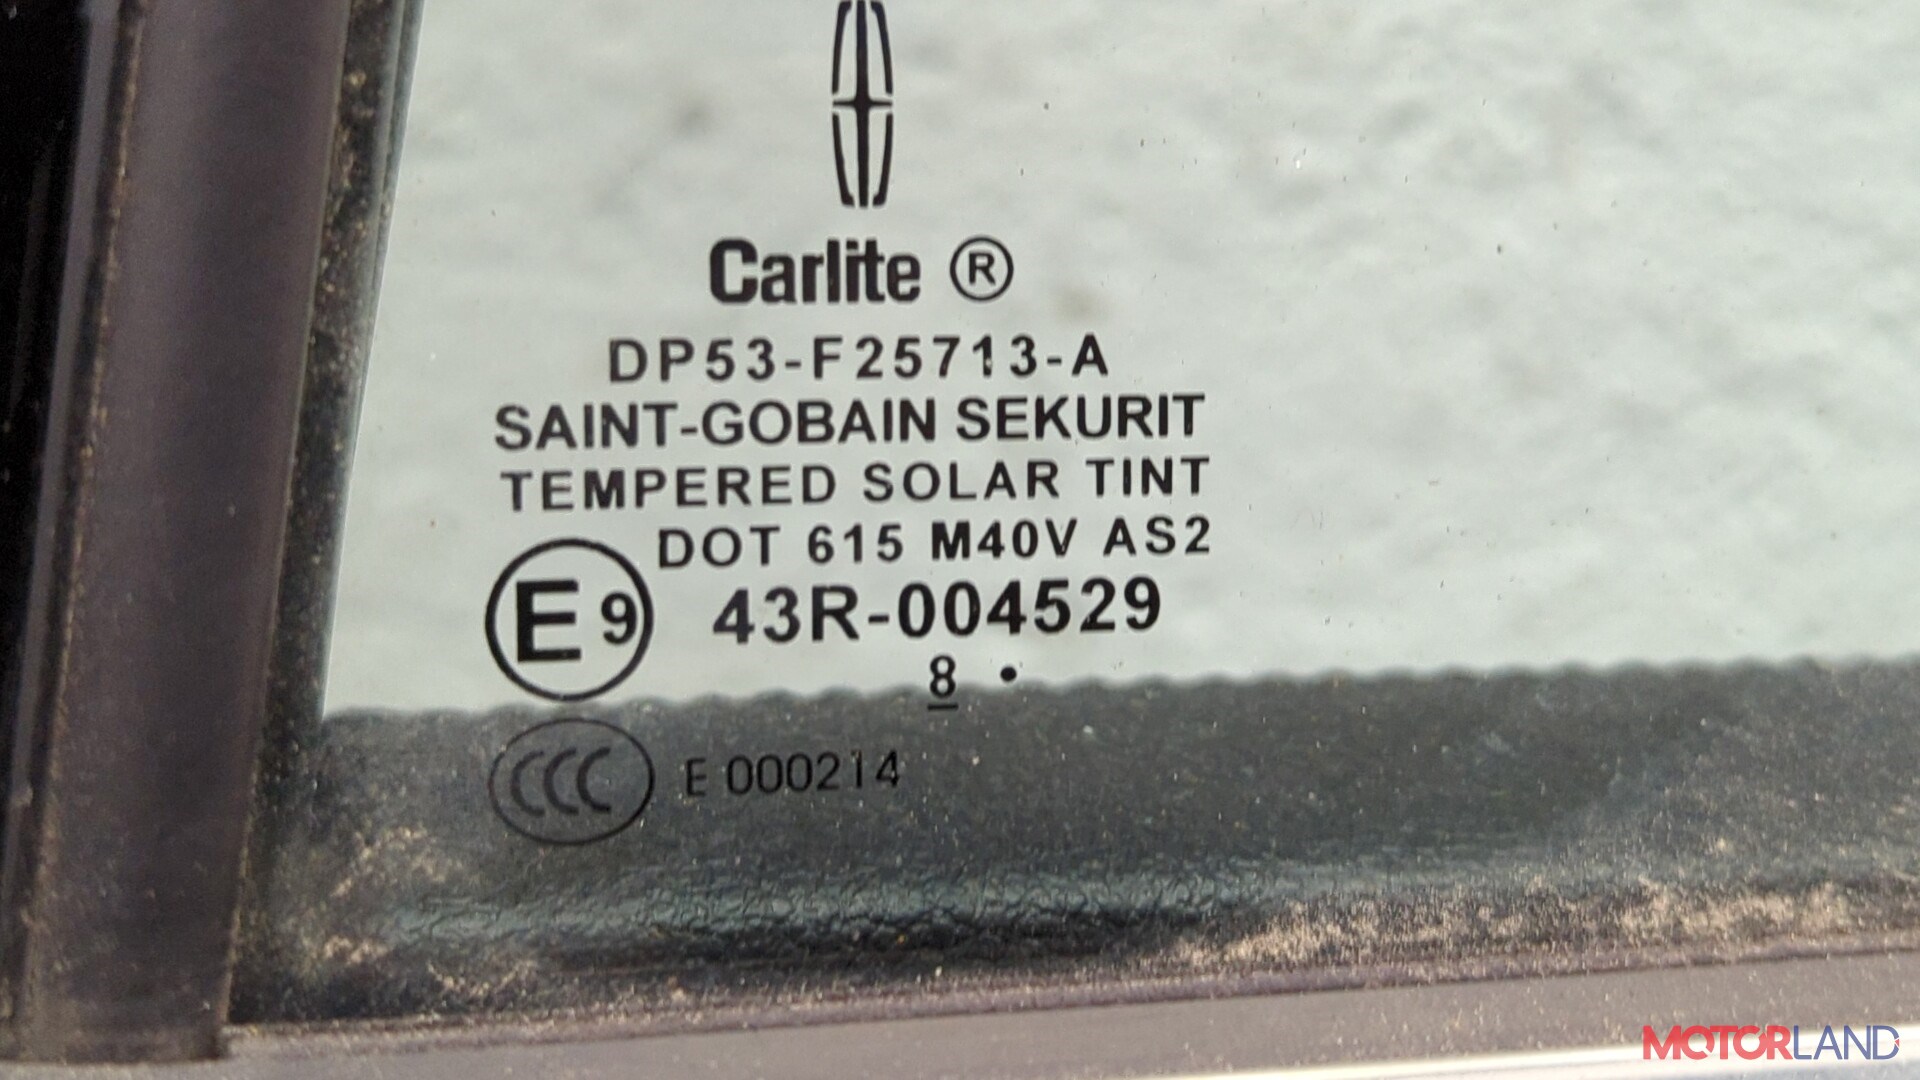 Carlite ®
DP53-F25713-A
SAINT-GOBAIN SEKURIT
TEMPERED SOLAR TINT
DOT 615 M40V AS2
E9 43R-004529
8 •
CCC E 000214
MOTORLAND